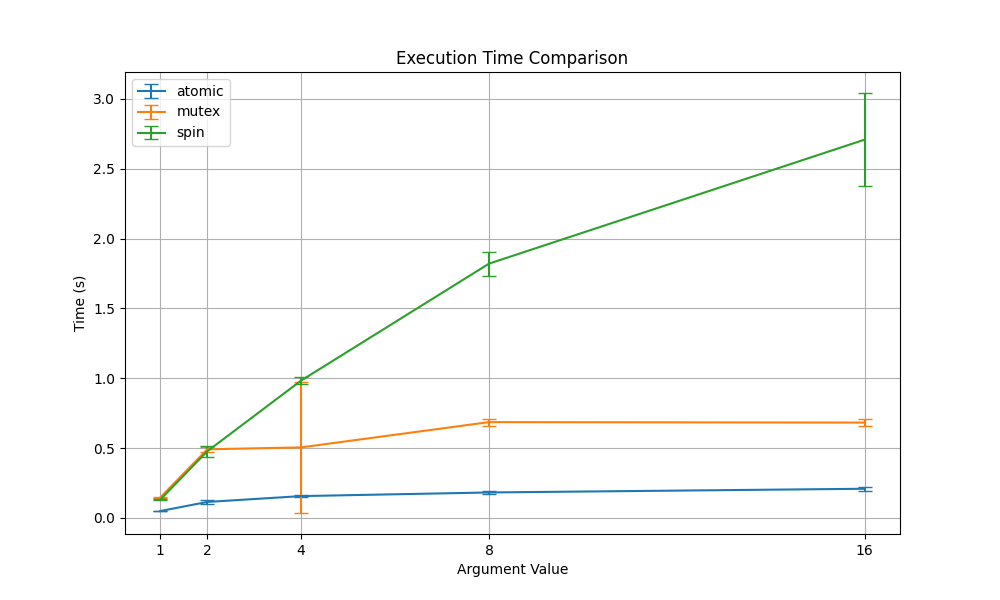 Execution Time Comparison
atomic
mutex
spin
3.0
2.5
2.0
1.5
1.0
0.5
0.0
Time (s)
1 2 4 8 16
Argument Value